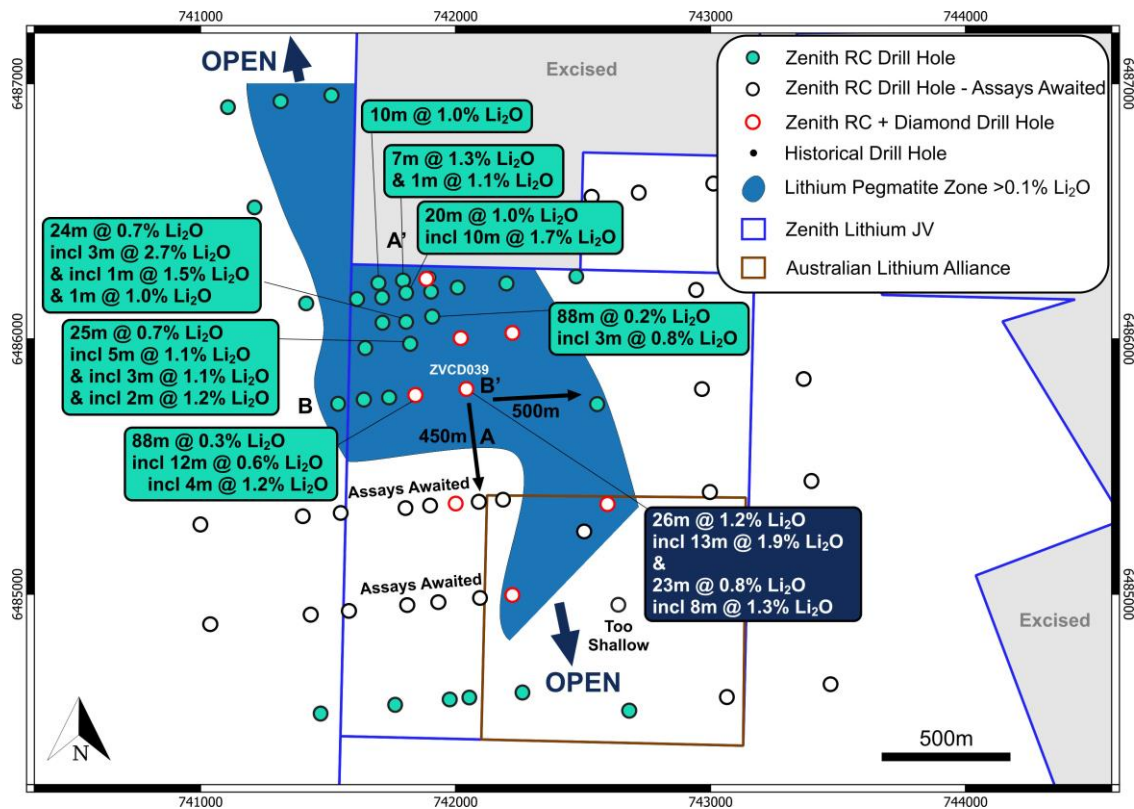 741000
742000
743000
744000
6487000
6486000
6485000
OPEN
Excised
Zenith RC Drill Hole
Zenith RC Drill Hole - Assays Awaited
Zenith RC + Diamond Drill Hole
Historical Drill Hole
Lithium Pegmatite Zone >0.1% Li₂O
Zenith Lithium JV
Australian Lithium Alliance
10m @ 1.0% Li₂O
7m @ 1.3% Li₂O
& 1m @ 1.1% Li₂O
20m @ 1.0% Li₂O
incl 10m @ 1.7% Li₂O
A'
24m @ 0.7% Li₂O
incl 3m @ 2.7% Li₂O
& incl 1m @ 1.5% Li₂O
& 1m @ 1.0% Li₂O
25m @ 0.7% Li₂O
incl 5m @ 1.1% Li₂O
& incl 3m @ 1.1% Li₂O
& incl 2m @ 1.2% Li₂O
88m @ 0.2% Li₂O
incl 3m @ 0.8% Li₂O
ZVCD039
B
B'
500m
450m
A
88m @ 0.3% Li₂O
incl 12m @ 0.6% Li₂O
incl 4m @ 1.2% Li₂O
Assays Awaited
26m @ 1.2% Li₂O
incl 13m @ 1.9% Li₂O
&
23m @ 0.8% Li₂O
incl 8m @ 1.3% Li₂O
Assays Awaited
Too
Shallow
OPEN
Excised
N
500m
6487000
6486000
6485000
741000
742000
743000
744000